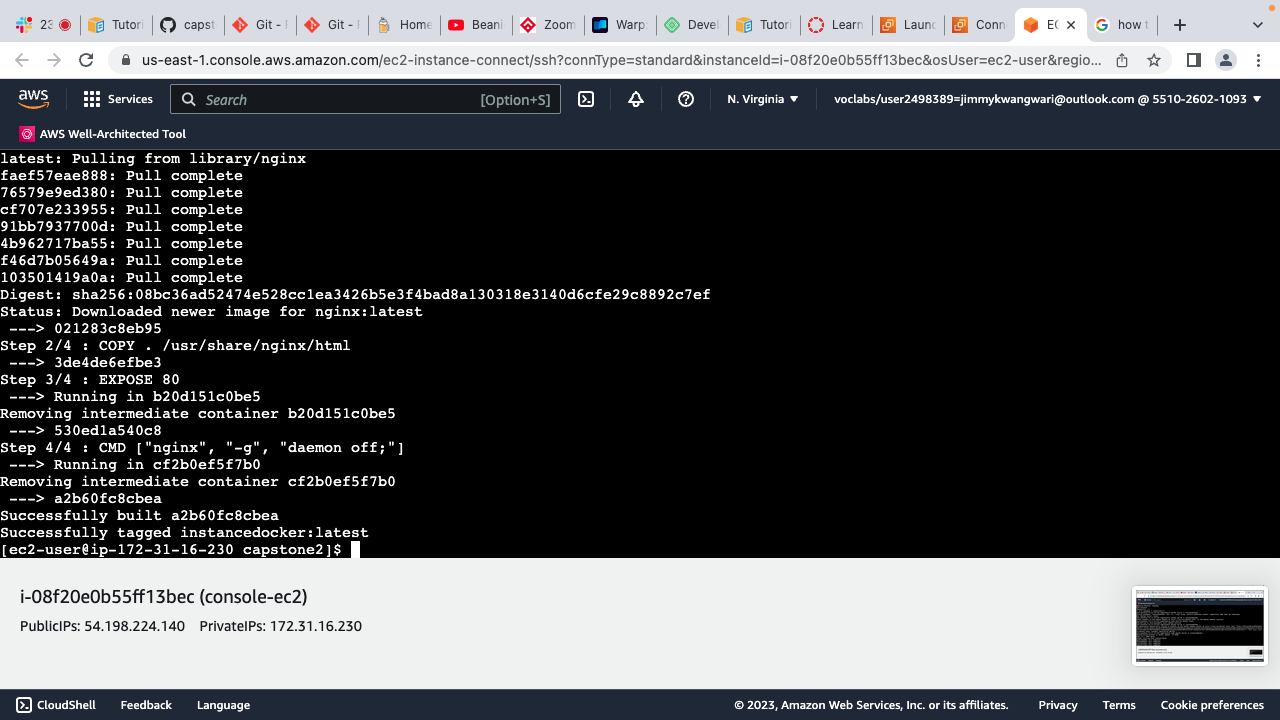 23
Tutori
capst
Git - F
Git - F
Home
Beani
Zoom
Warp
Deve
Tutori
Learn
Laun
Conn
EC
how t
us-east-1.console.aws.amazon.com/ec2-instance-connect/ssh?connType=standard&instanceId=i-08f20e0b55ff13bec&osUser=ec2-user&regio...
aws
Services
Search
[Option+S]
N. Virginia
voclabs/user2498389=jimmykwangwari@outlook.com @ 5510-2602-1093
AWS Well-Architected Tool
latest: Pulling from library/nginx
faef57eae888: Pull complete
76579e9ed380: Pull complete
cf707e233955: Pull complete
91bb7937700d: Pull complete
4b962717ba55: Pull complete
f46d7b05649a: Pull complete
103501419a0a: Pull complete
Digest: sha256:08bc36ad52474e528cc1ea3426b5e3f4bad8a130318e3140d6cfe29c8892c7ef
Status: Downloaded newer image for nginx:latest
---> 021283c8eb95
Step 2/4 : COPY . /usr/share/nginx/html
---> 3de4de6efbe3
Step 3/4 : EXPOSE 80
---> Running in b20d151c0be5
Removing intermediate container b20d151c0be5
---> 530ed1a540c8
Step 4/4 : CMD ["nginx", "-g", "daemon off;"]
---> Running in cf2b0ef5f7b0
Removing intermediate container cf2b0ef5f7b0
---> a2b60fc8cbea
Successfully built a2b60fc8cbea
Successfully tagged instancedocker:latest
[ec2-user@ip-172-31-16-230 capstone2]$
i-08f20e0b55ff13bec (console-ec2)
PublicIPs: 54.198.224.140 PrivateIPs: 172.31.16.230
CloudShell
Feedback
Language
© 2023, Amazon Web Services, Inc. or its affiliates.
Privacy
Terms
Cookie preferences